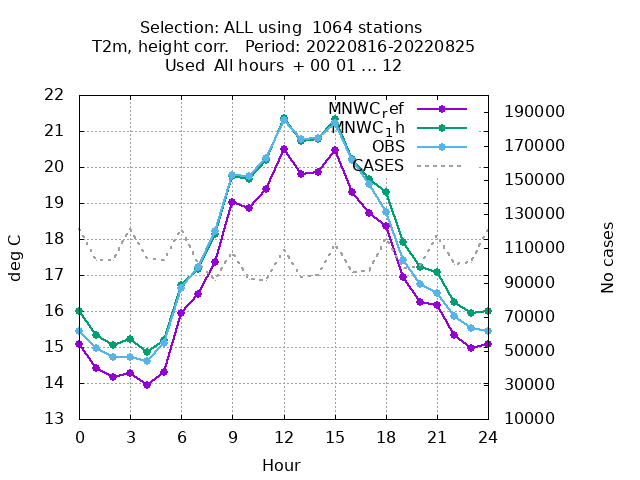 Selection: ALL using  1064 stations
T2m, height corr.   Period: 20220816-20220825
Used  All hours  + 00 01 ... 12
22
21
20
19
18
17
16
15
14
13
deg C
190000
170000
150000
130000
110000
90000
70000
50000
30000
10000
No cases
MNWCref
MNWC1h
OBS
CASES
0 3 6 9 12 15 18 21 24
Hour